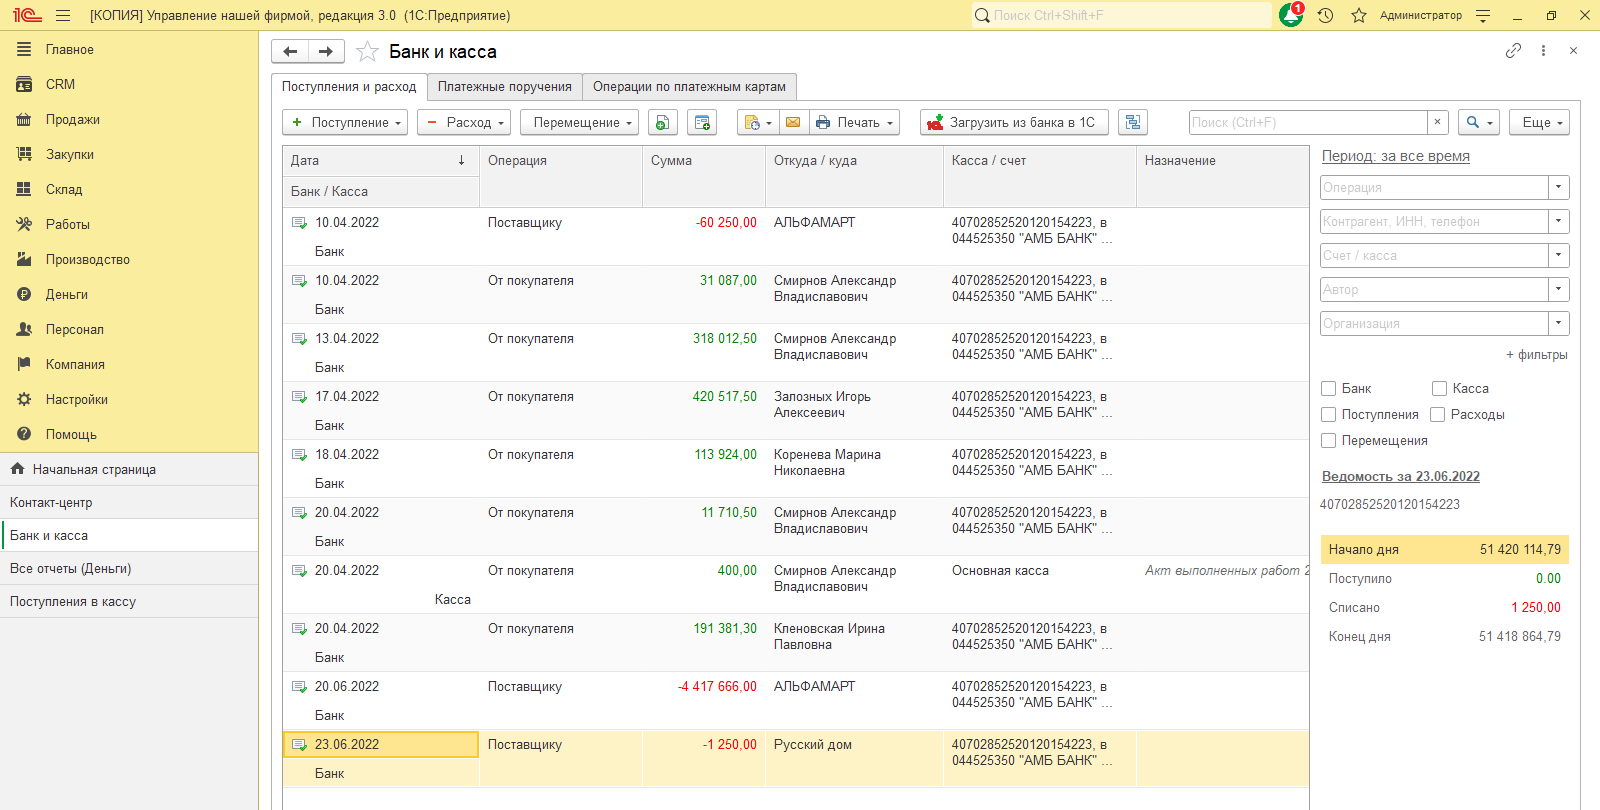 1С [КОПИЯ] Управление нашей фирмой, редакция 3.0 (1С:Предприятие) Поиск Ctrl+Shift+F 1 Администратор
Главное
CRM
Продажи
Закупки
Склад
Работы
Производство
Деньги
Персонал
Компания
Настройки
Помощь
Начальная страница
Контакт-центр
Банк и касса
Все отчеты (Деньги)
Поступления в кассу
Банк и касса
Поступления и расход Платежные поручения Операции по платежным картам
+ Поступление − Расход Перемещение Печать Загрузить из банка в 1С Поиск (Ctrl+F) × Еще
Дата ↓ Операция Сумма Откуда / куда Касса / счет Назначение
Банк / Касса
10.04.2022 Поставщику -60 250,00 АЛЬФАМАРТ 40702852520120154223, в
044525350 "АМБ БАНК" ...
Банк
10.04.2022 От покупателя 31 087,00 Смирнов Александр 40702852520120154223, в
Владиславович 044525350 "АМБ БАНК" ...
Банк
13.04.2022 От покупателя 318 012,50 Смирнов Александр 40702852520120154223, в
Владиславович 044525350 "АМБ БАНК" ...
Банк
17.04.2022 От покупателя 420 517,50 Залозных Игорь 40702852520120154223, в
Алексеевич 044525350 "АМБ БАНК" ...
Банк
18.04.2022 От покупателя 113 924,00 Коренева Марина 40702852520120154223, в
Николаевна 044525350 "АМБ БАНК" ...
Банк
20.04.2022 От покупателя 11 710,50 Смирнов Александр 40702852520120154223, в
Владиславович 044525350 "АМБ БАНК" ...
Банк
20.04.2022 От покупателя 400,00 Смирнов Александр Основная касса Акт выполненных работ 2
Владиславович
Касса
20.04.2022 От покупателя 191 381,30 Кленовская Ирина 40702852520120154223, в
Павловна 044525350 "АМБ БАНК" ...
Банк
20.06.2022 Поставщику -4 417 666,00 АЛЬФАМАРТ 40702852520120154223, в
044525350 "АМБ БАНК" ...
Банк
23.06.2022 Поставщику -1 250,00 Русский дом 40702852520120154223, в
044525350 "АМБ БАНК" ...
Банк
Период: за все время
Операция
Контрагент, ИНН, телефон
Счет / касса
Автор
Организация
+ фильтры
Банк Касса
Поступления Расходы
Перемещения
Ведомость за 23.06.2022
40702852520120154223
Начало дня 51 420 114,79
Поступило 0.00
Списано 1 250,00
Конец дня 51 418 864,79